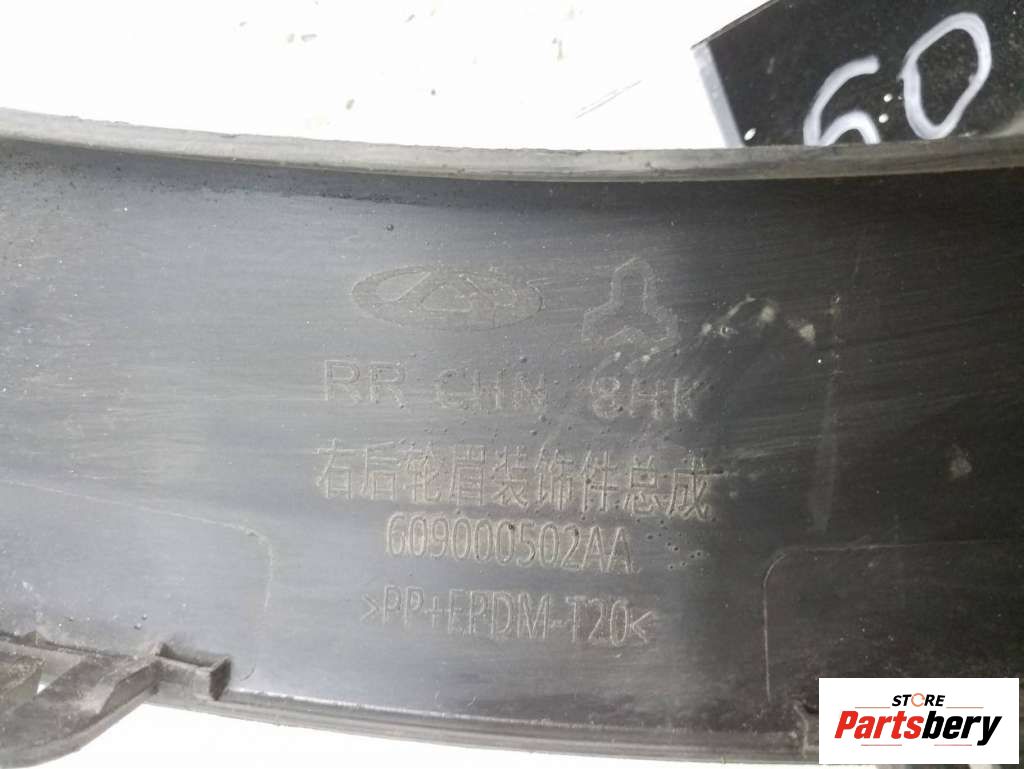 60
RR CHN 8HK
右后轮眉装饰件总成
609000502AA
>PP+EPDM-T20<
STORE
Partsbery